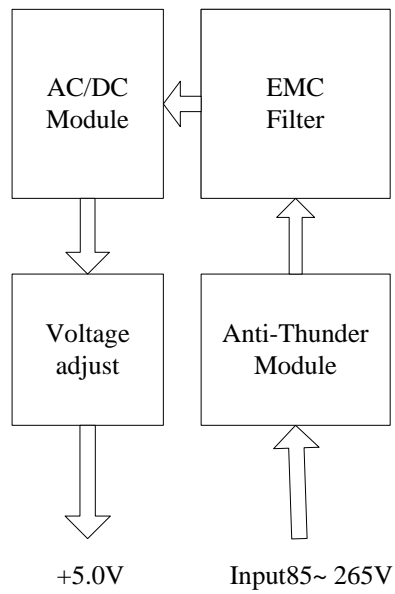 AC/DC
Module
EMC
Filter
Voltage
adjust
Anti-Thunder
Module
+5.0V
Input85~ 265V